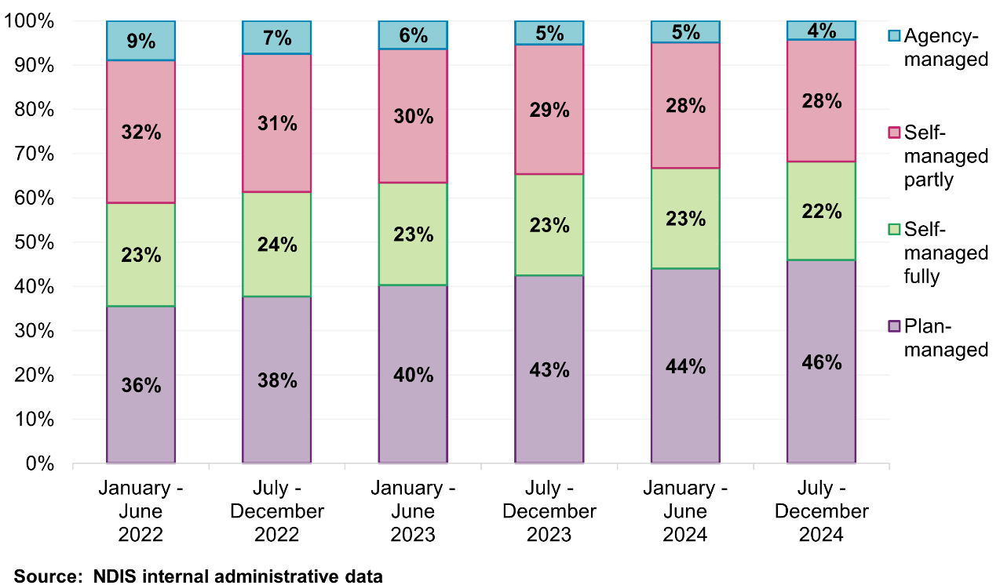 100%
90%
80%
70%
60%
50%
40%
30%
20%
10%
0%
9%
7%
6%
5%
5%
4%
32%
31%
30%
29%
28%
28%
23%
24%
23%
23%
23%
22%
36%
38%
40%
43%
44%
46%
January -
June
2022
July -
December
2022
January -
June
2023
July -
December
2023
January -
June
2024
July -
December
2024
Agency-
managed
Self-
managed
partly
Self-
managed
fully
Plan-
managed
Source: NDIS internal administrative data